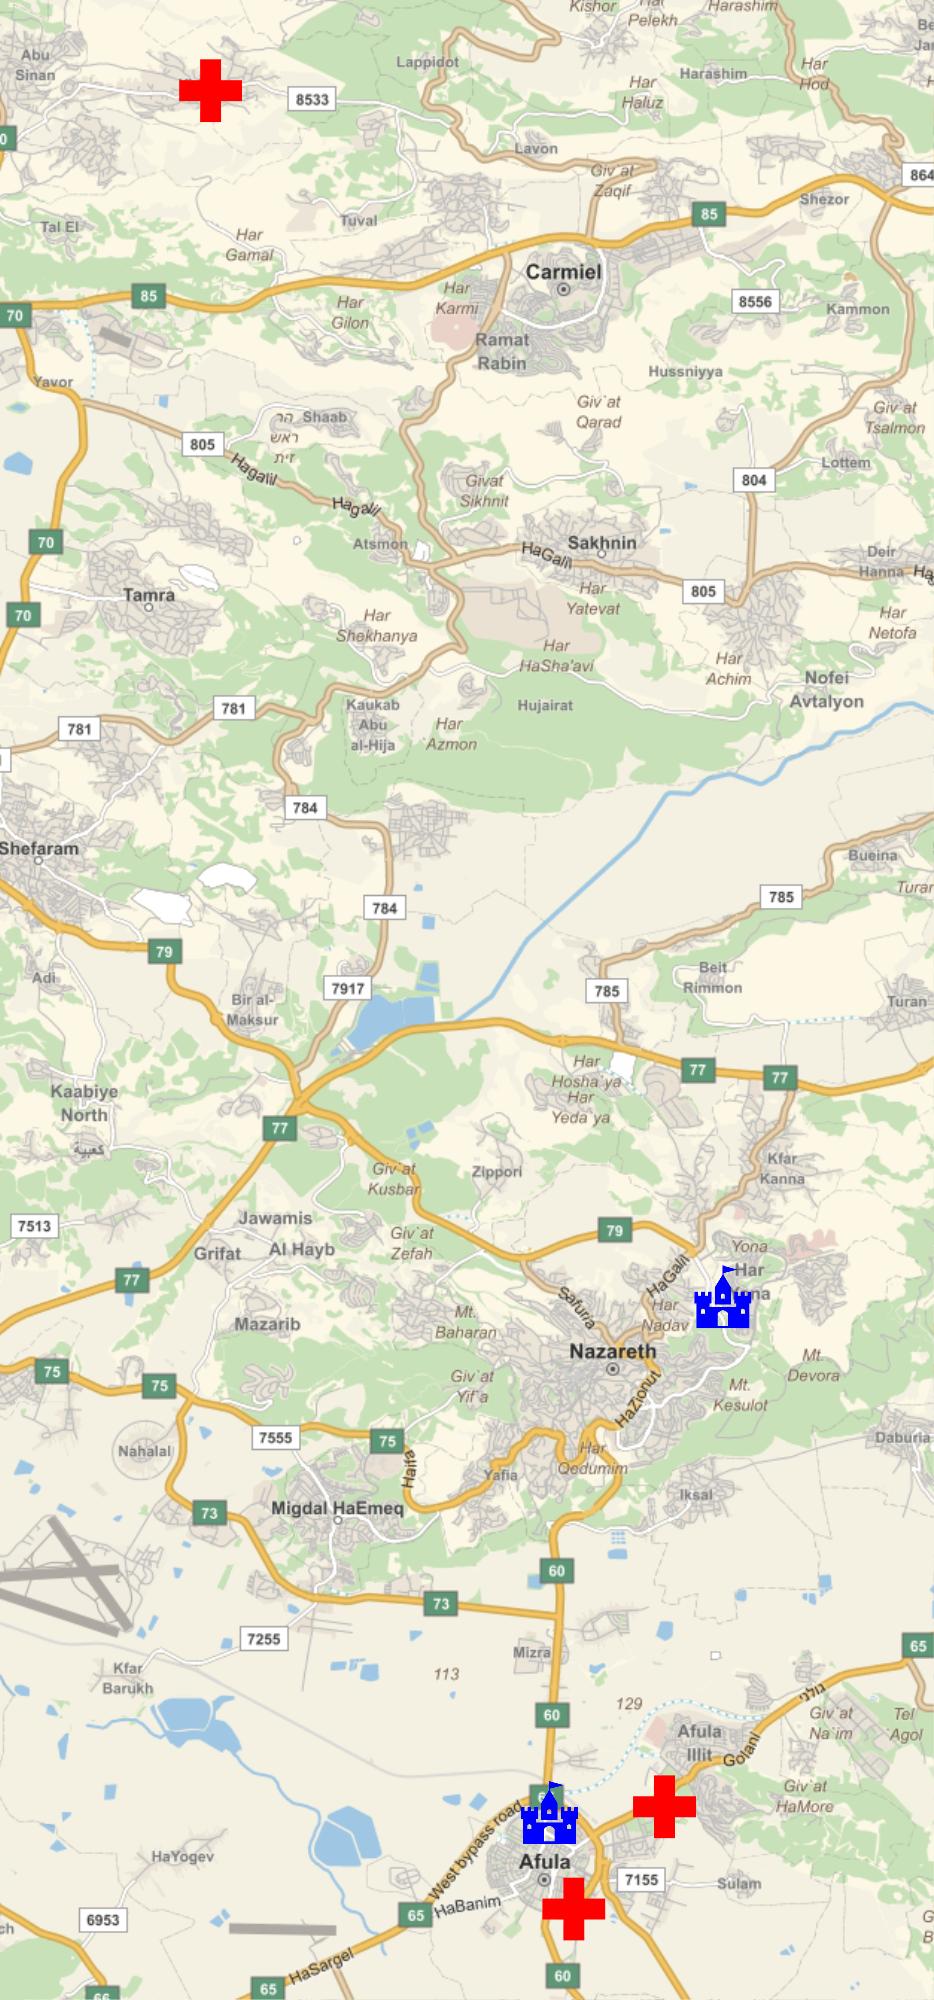 Kishor
Har
Pelekh
Harashim
Abu
Sinan
Lappidot
Harashim
Har
Hod
Har
Haluz
8533
Lavon
864
Giv'at
Zaqif
Shezor
85
Tuval
Tal El
Har
Gamal
Carmiel
85
Har
Karmi
Har
Gilon
8556
Kammon
70
Ramat
Rabin
Hussniyya
Yavor
Giv'at
Qarad
Giv'at
Tsalmon
Shaab
הר
ראש
זית
805
Hagalil
Lottem
804
Givat
Sikhnit
Hagalil
70
Atsmon
HaGalil
Sakhnin
Deir
Hanna
805
Tamra
Har
Yatevat
70
Har
Shekhanya
Har
Netofa
Har
HaSha'avi
Har
Achim
Nofei
Avtalyon
781
Kaukab
Abu
al-Hija
Hujairat
781
Har
Azmon
784
Shefaram
Bueina
785
784
79
Beit
Rimmon
Adi
7917
785
Turan
Bir al-
Maksur
Har
Hosha'ya
77
77
Kaabiye
North
Har
Yeda'ya
77
كعبية
Giv'at
Kusbar
Zippori
Kfar
Kanna
7513
Jawamis
Giv'at
Zefah
79
Grifat
Al Hayb
Yona
Har
77
HaGalil
Safura
Mazarib
Mt.
Baharan
Har
Nadav
Nazareth
75
75
Mt.
Devora
Giv'at
Yif'a
HaZionut
Mt.
Kesulot
7555
75
Nahalal
Daburia
Haifa
Yafia
Har
Qedumim
Iksal
73
Migdal HaEmeq
60
73
7255
65
Mizra
Kfar
Barukh
113
גולני
129
60
Giv'at
Na'im
Tel
'Agol
Afula
Illit
Golani
Giv'at
HaMore
West bypass road
HaYogev
Afula
7155
Sulam
HaBanim
65
6953
HaSargel
60
65
66